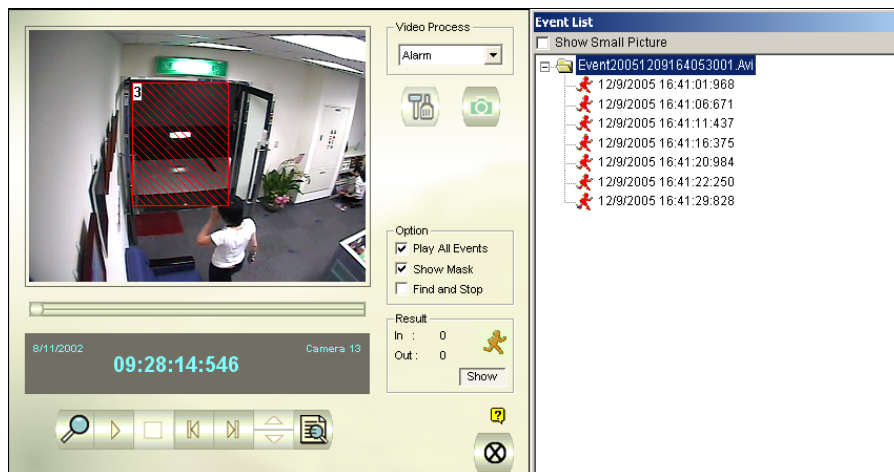 Video Process
Alarm
3
Option
Play All Events
Show Mask
Find and Stop
Result
In : 0
Out : 0
Show
8/11/2002
Camera 13
09:28:14:546
?
Event List
Show Small Picture
Event20051209164053001.Avi
12/9/2005 16:41:01:968
12/9/2005 16:41:06:671
12/9/2005 16:41:11:437
12/9/2005 16:41:16:375
12/9/2005 16:41:20:984
12/9/2005 16:41:22:250
12/9/2005 16:41:29:828